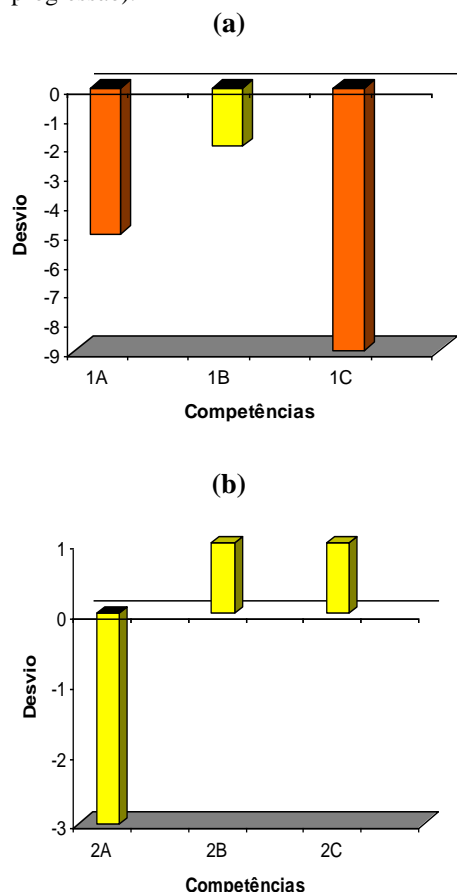 progressão).
(a)
0
-1
-2
-3
-4
-5
-6
-7
-8
-9
Desvio
1A 1B 1C
Competências
(b)
1
0
-1
-2
-3
Desvio
2A 2B 2C
Competências